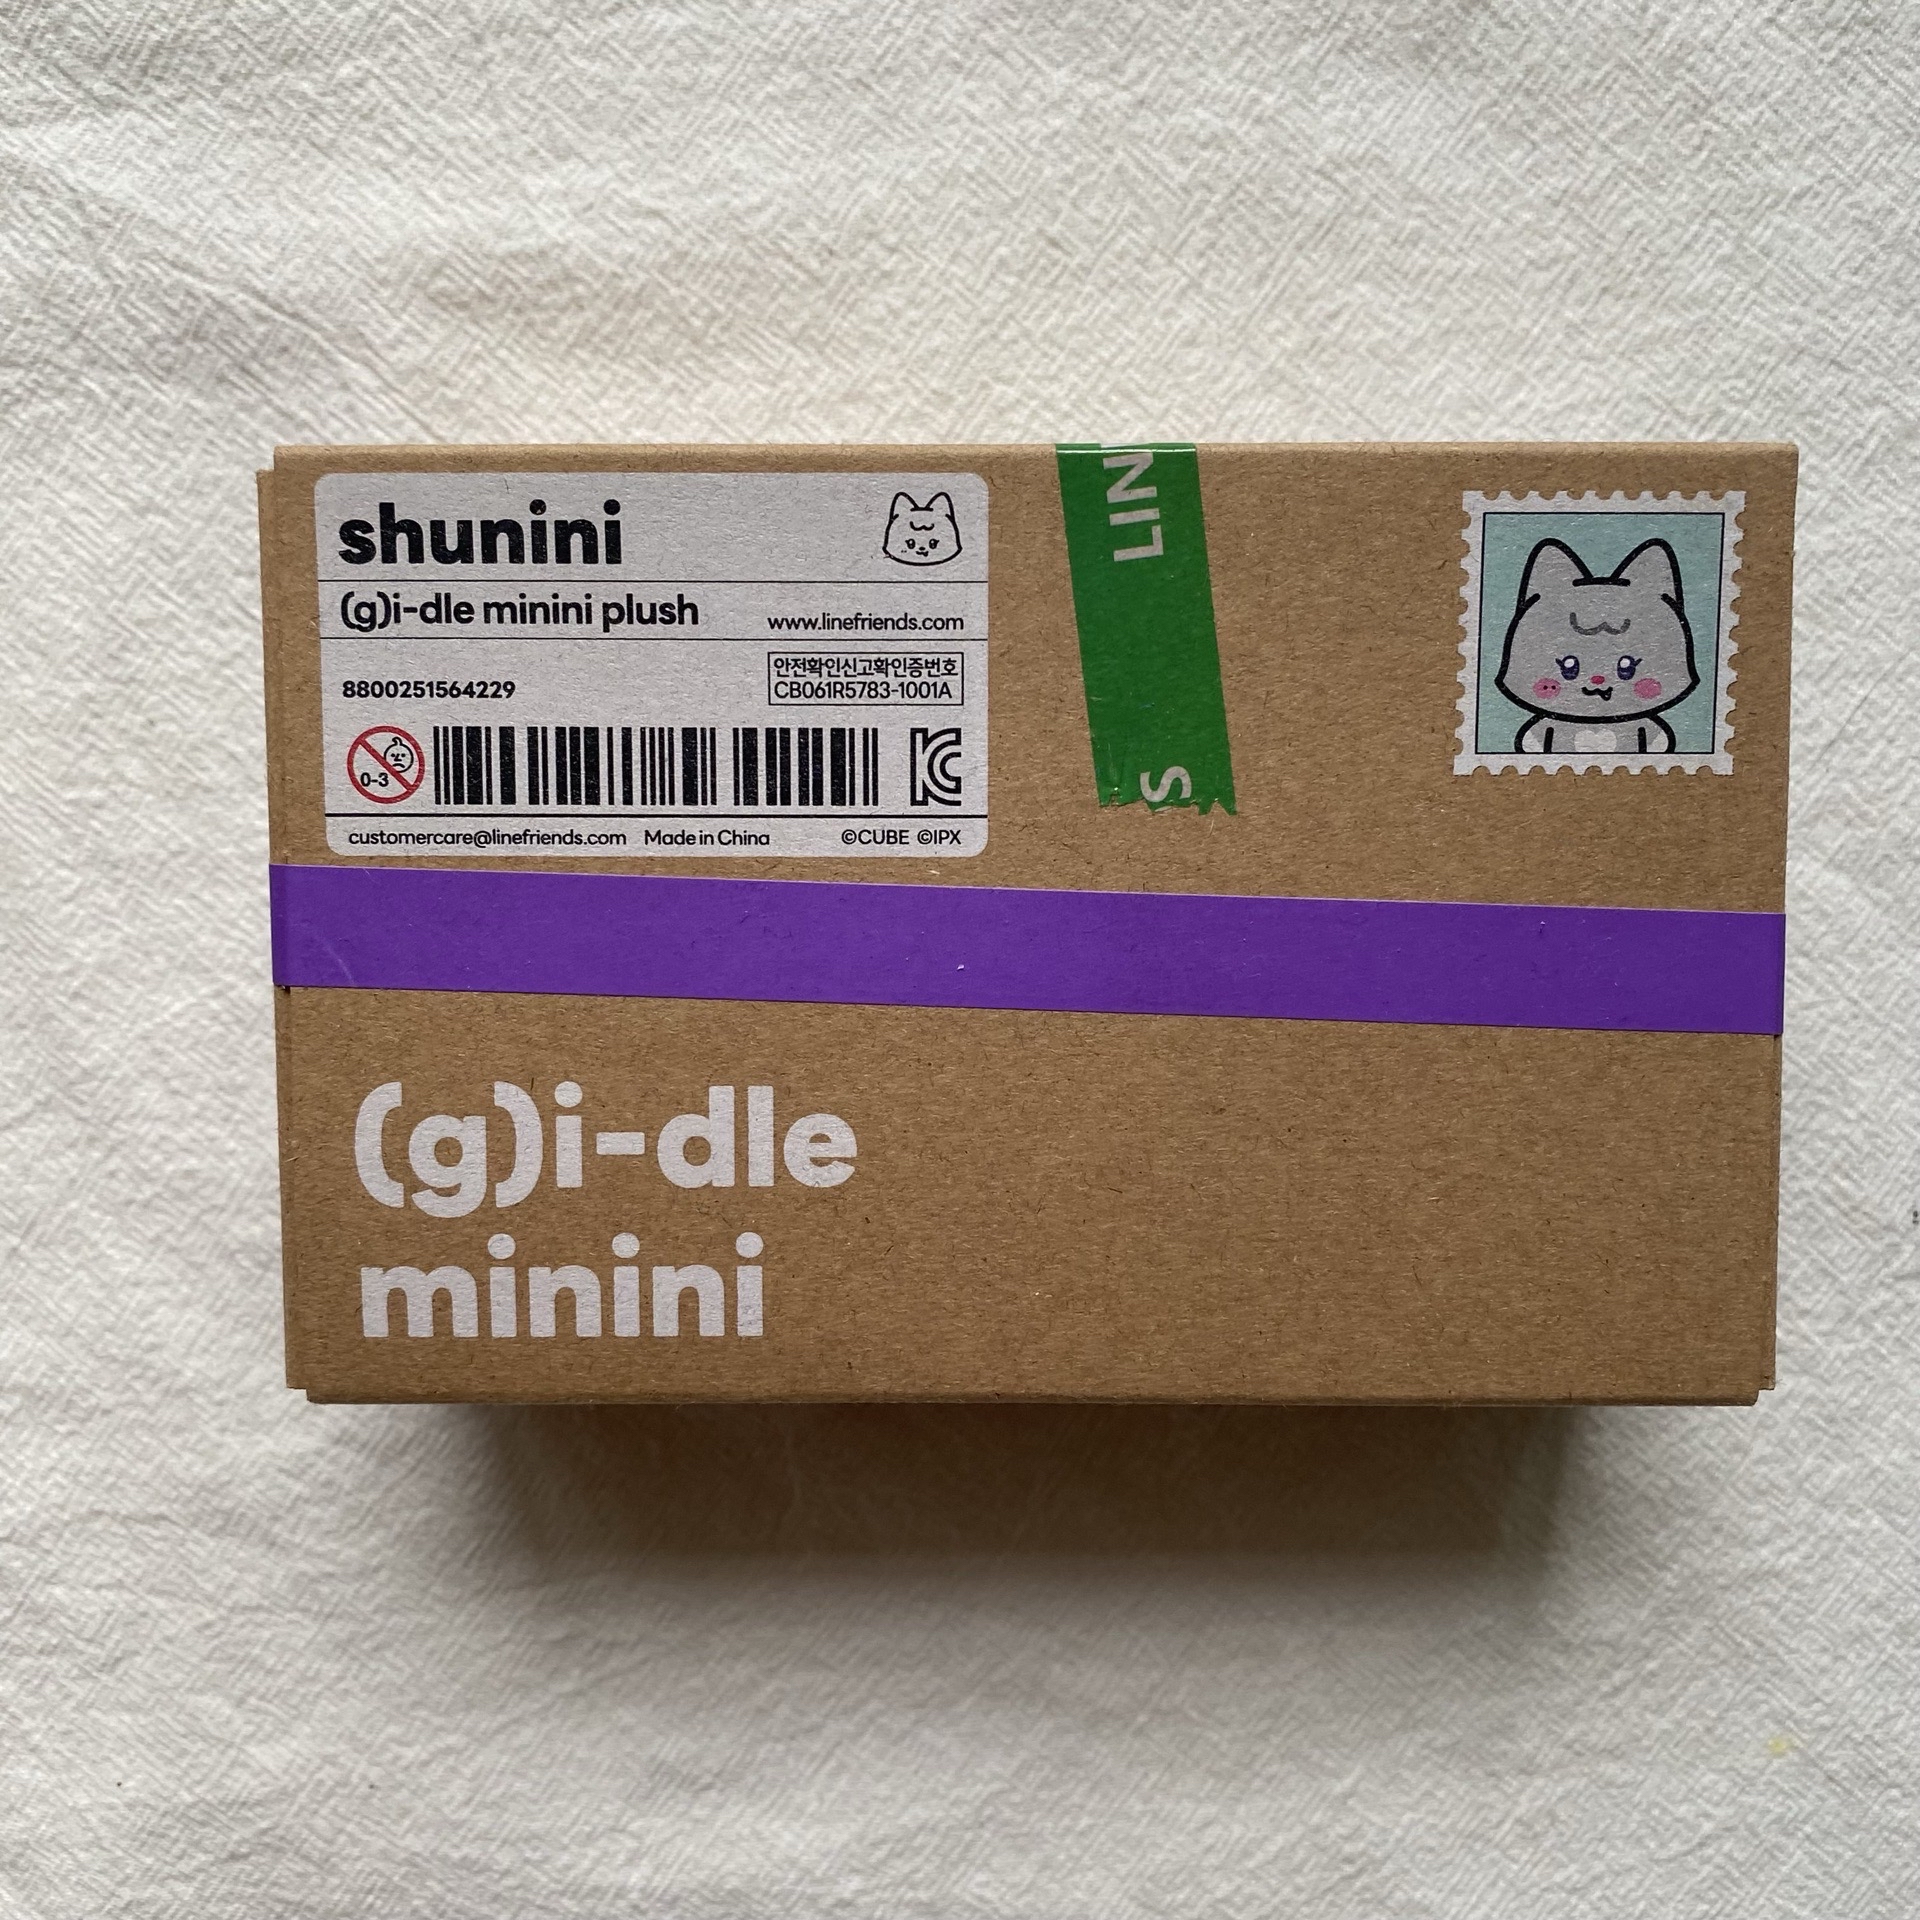 shunini
(g)i-dle minini plush
www.linefriends.com
8800251564229
안전확인신고확인증번호
CB061R5783-1001A
0-3
customercare@linefriends.com Made in China ©CUBE ©IPX
LIN
S
(g)i-dle
minini